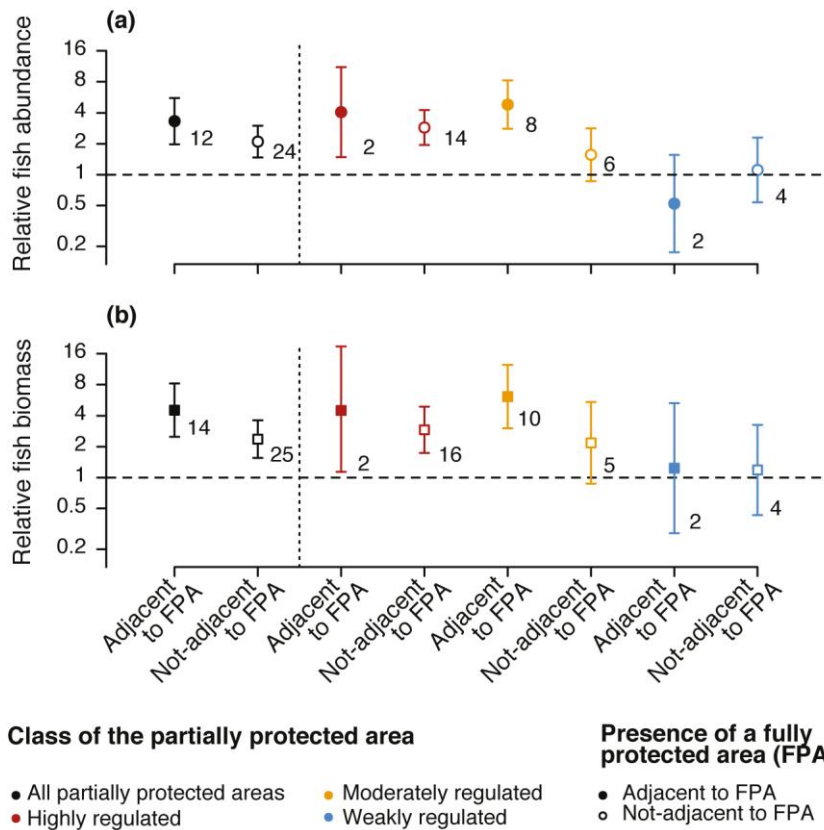 (a)
Relative fish abundance
16
8
4
2
1
0.5
0.2
12
24
2
14
8
6
2
4
(b)
Relative fish biomass
16
8
4
2
1
0.5
0.2
14
25
2
16
10
5
2
4
Adjacent
to FPA
Not-adjacent
to FPA
Adjacent
to FPA
Not-adjacent
to FPA
Adjacent
to FPA
Not-adjacent
to FPA
Adjacent
to FPA
Not-adjacent
to FPA
Class of the partially protected area
All partially protected areas
Highly regulated
Moderately regulated
Weakly regulated
Presence of a fully
protected area (FPA
Adjacent to FPA
Not-adjacent to FPA